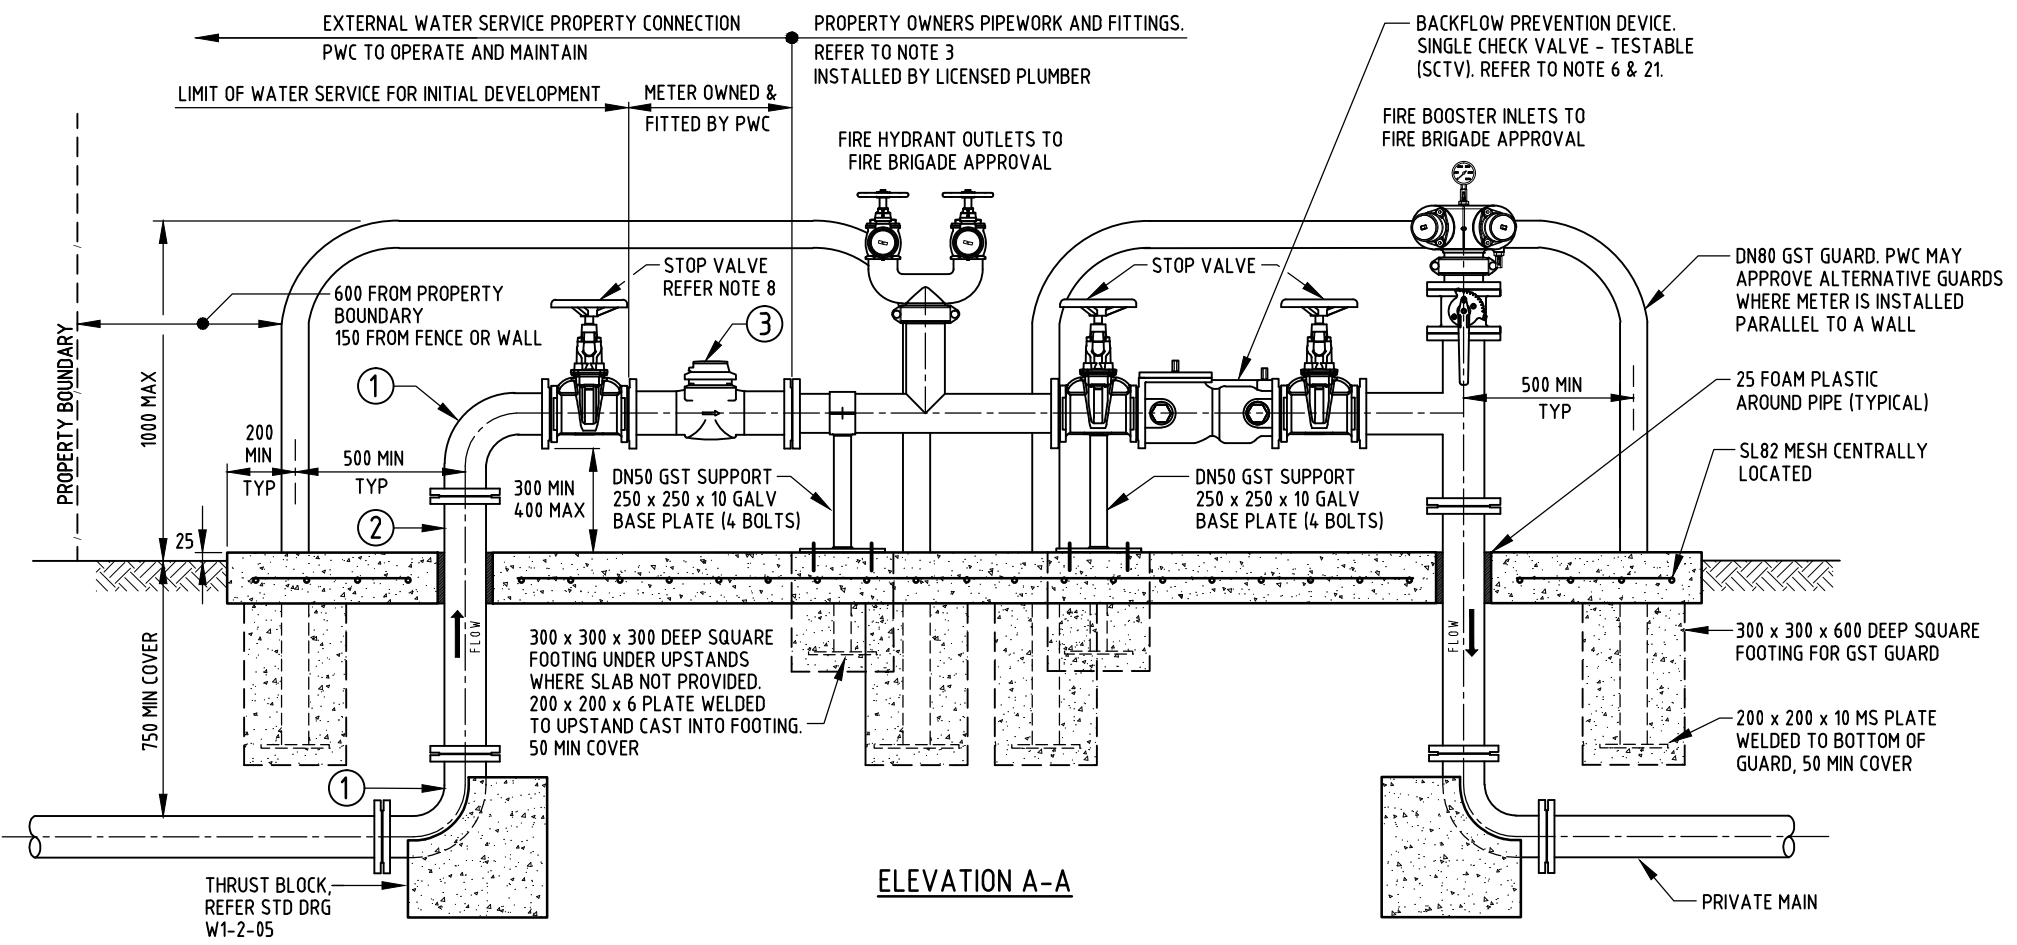 EXTERNAL WATER SERVICE PROPERTY CONNECTION
PWC TO OPERATE AND MAINTAIN
PROPERTY OWNERS PIPEWORK AND FITTINGS.
REFER TO NOTE 3
INSTALLED BY LICENSED PLUMBER
BACKFLOW PREVENTION DEVICE.
SINGLE CHECK VALVE - TESTABLE
(SCTV). REFER TO NOTE 6 & 21.
LIMIT OF WATER SERVICE FOR INITIAL DEVELOPMENT
METER OWNED &
FITTED BY PWC
FIRE HYDRANT OUTLETS TO
FIRE BRIGADE APPROVAL
FIRE BOOSTER INLETS TO
FIRE BRIGADE APPROVAL
STOP VALVE
REFER NOTE 8
STOP VALVE
DN80 GST GUARD. PWC MAY
APPROVE ALTERNATIVE GUARDS
WHERE METER IS INSTALLED
PARALLEL TO A WALL
600 FROM PROPERTY
BOUNDARY
150 FROM FENCE OR WALL
PROPERTY BOUNDARY
1000 MAX
3
1
500 MIN
TYP
25 FOAM PLASTIC
AROUND PIPE (TYPICAL)
200
MIN
TYP
500 MIN
TYP
300 MIN
400 MAX
DN50 GST SUPPORT
250 x 250 x 10 GALV
BASE PLATE (4 BOLTS)
DN50 GST SUPPORT
250 x 250 x 10 GALV
BASE PLATE (4 BOLTS)
SL82 MESH CENTRALLY
LOCATED
2
25
750 MIN COVER
FLOW
300 x 300 x 300 DEEP SQUARE
FOOTING UNDER UPSTANDS
WHERE SLAB NOT PROVIDED.
200 x 200 x 6 PLATE WELDED
TO UPSTAND CAST INTO FOOTING.
50 MIN COVER
FLOW
300 x 300 x 600 DEEP SQUARE
FOOTING FOR GST GUARD
200 x 200 x 10 MS PLATE
WELDED TO BOTTOM OF
GUARD, 50 MIN COVER
1
THRUST BLOCK,
REFER STD DRG
W1-2-05
ELEVATION A-A
PRIVATE MAIN